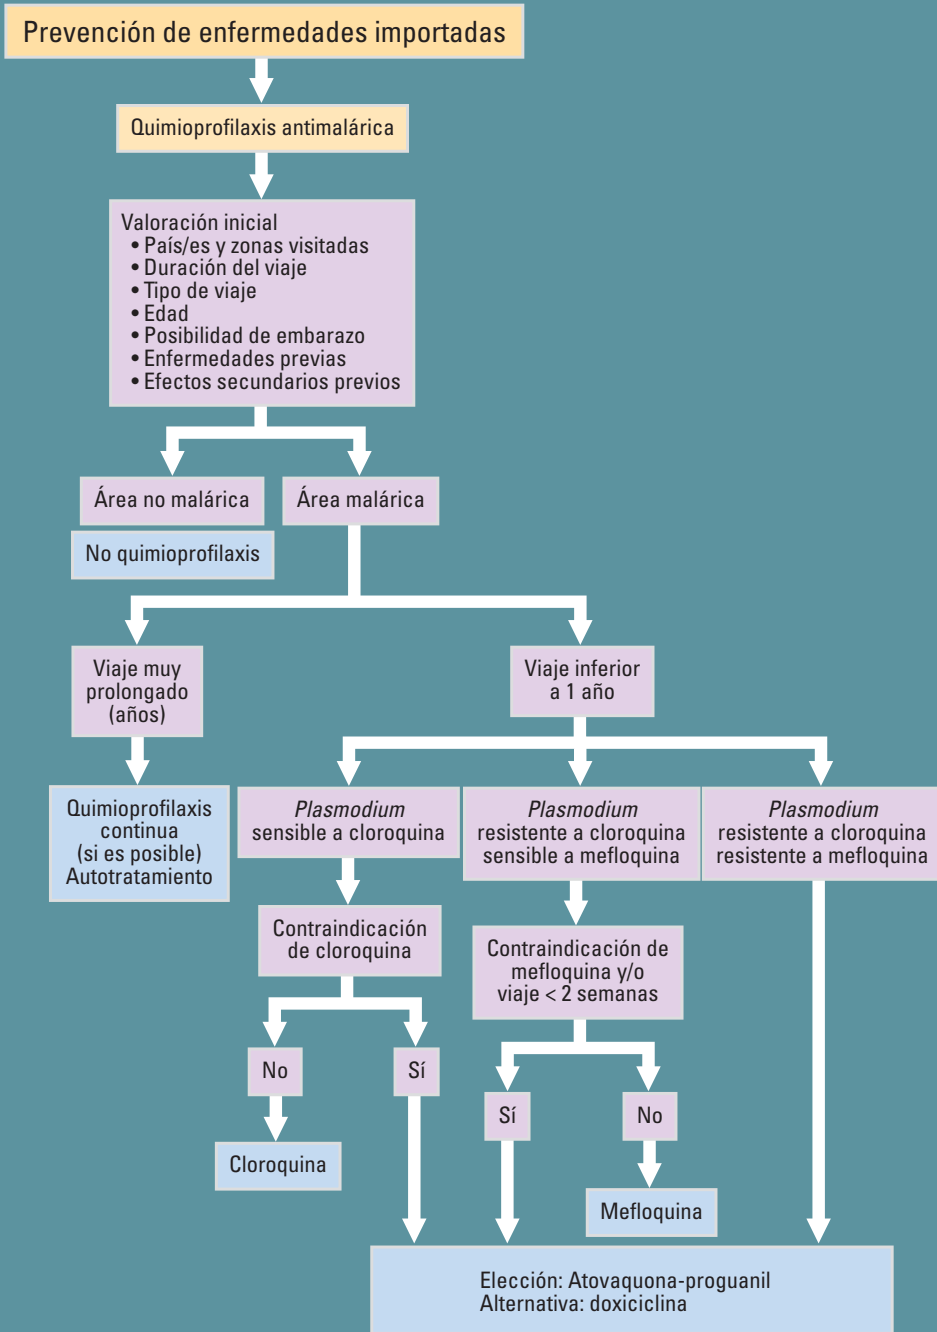 Prevención de enfermedades importadas
Quimioprofilaxis antimalárica
Valoración inicial
• País/es y zonas visitadas
• Duración del viaje
• Tipo de viaje
• Edad
• Posibilidad de embarazo
• Enfermedades previas
• Efectos secundarios previos
Área no malárica
Área malárica
No quimioprofilaxis
Viaje muy
prolongado
(años)
Viaje inferior
a 1 año
Quimioprofilaxis
continua
(si es posible)
Autotratamiento
Plasmodium
sensible a cloroquina
Plasmodium
resistente a cloroquina
sensible a mefloquina
Plasmodium
resistente a cloroquina
resistente a mefloquina
Contraindicación
de cloroquina
Contraindicación de
mefloquina y/o
viaje < 2 semanas
No
Sí
Sí
No
Cloroquina
Mefloquina
Elección: Atovaquona-proguanil
Alternativa: doxiciclina